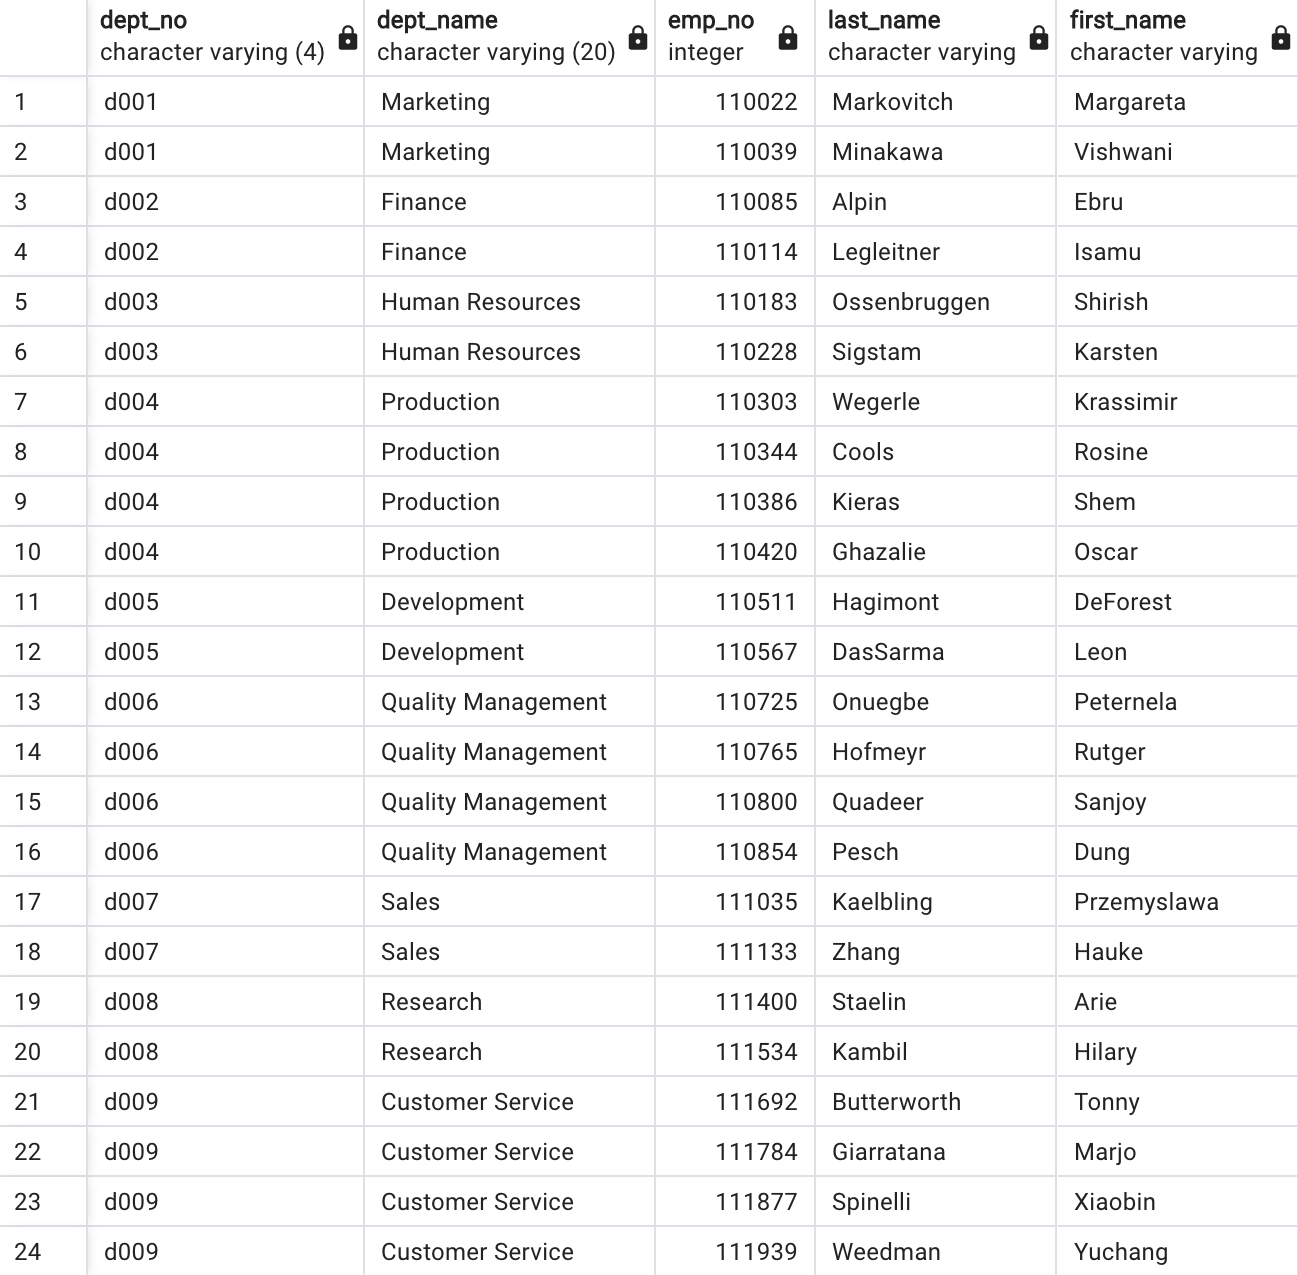 dept_no dept_name emp_no last_name first_name
character varying (4) character varying (20) integer character varying character varying
1 d001 Marketing 110022 Markovitch Margareta
2 d001 Marketing 110039 Minakawa Vishwani
3 d002 Finance 110085 Alpin Ebru
4 d002 Finance 110114 Legleitner Isamu
5 d003 Human Resources 110183 Ossenbruggen Shirish
6 d003 Human Resources 110228 Sigstam Karsten
7 d004 Production 110303 Wegerle Krassimir
8 d004 Production 110344 Cools Rosine
9 d004 Production 110386 Kieras Shem
10 d004 Production 110420 Ghazalie Oscar
11 d005 Development 110511 Hagimont DeForest
12 d005 Development 110567 DasSarma Leon
13 d006 Quality Management 110725 Onuegbe Peternela
14 d006 Quality Management 110765 Hofmeyr Rutger
15 d006 Quality Management 110800 Quadeer Sanjoy
16 d006 Quality Management 110854 Pesch Dung
17 d007 Sales 111035 Kaelbling Przemyslawa
18 d007 Sales 111133 Zhang Hauke
19 d008 Research 111400 Staelin Arie
20 d008 Research 111534 Kambil Hilary
21 d009 Customer Service 111692 Butterworth Tonny
22 d009 Customer Service 111784 Giarratana Marjo
23 d009 Customer Service 111877 Spinelli Xiaobin
24 d009 Customer Service 111939 Weedman Yuchang